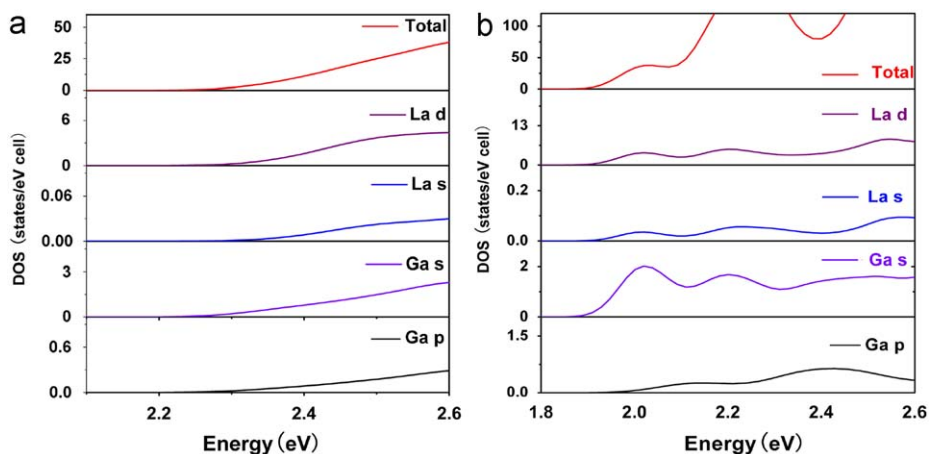 a
50
25
0
Total
6
0
La d
0.06
0.00
La s
3
0
Ga s
0.6
0.0
Ga p
2.2
2.4
2.6
Energy (eV)
DOS (states/eV cell)
b
100
50
0
Total
13
0
La d
0.2
0.0
La s
2
0
Ga s
1.5
0.0
Ga p
1.8
2.0
2.2
2.4
2.6
Energy (eV)
DOS (states/eV cell)